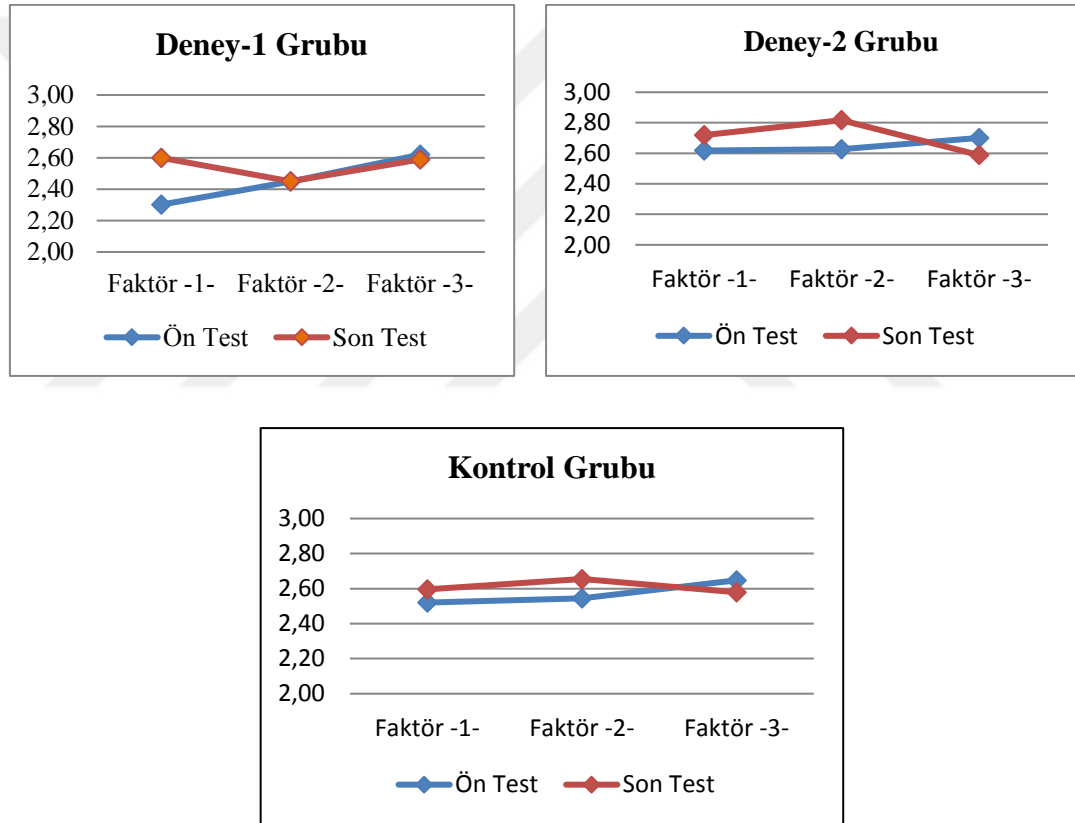 Deney-1 Grubu
3,00
2,80
2,60
2,40
2,20
2,00
Faktör -1- Faktör -2- Faktör -3-
Ön Test Son Test
Deney-2 Grubu
3,00
2,80
2,60
2,40
2,20
2,00
Faktör -1- Faktör -2- Faktör -3-
Ön Test Son Test
Kontrol Grubu
3,00
2,80
2,60
2,40
2,20
2,00
Faktör -1- Faktör -2- Faktör -3-
Ön Test Son Test